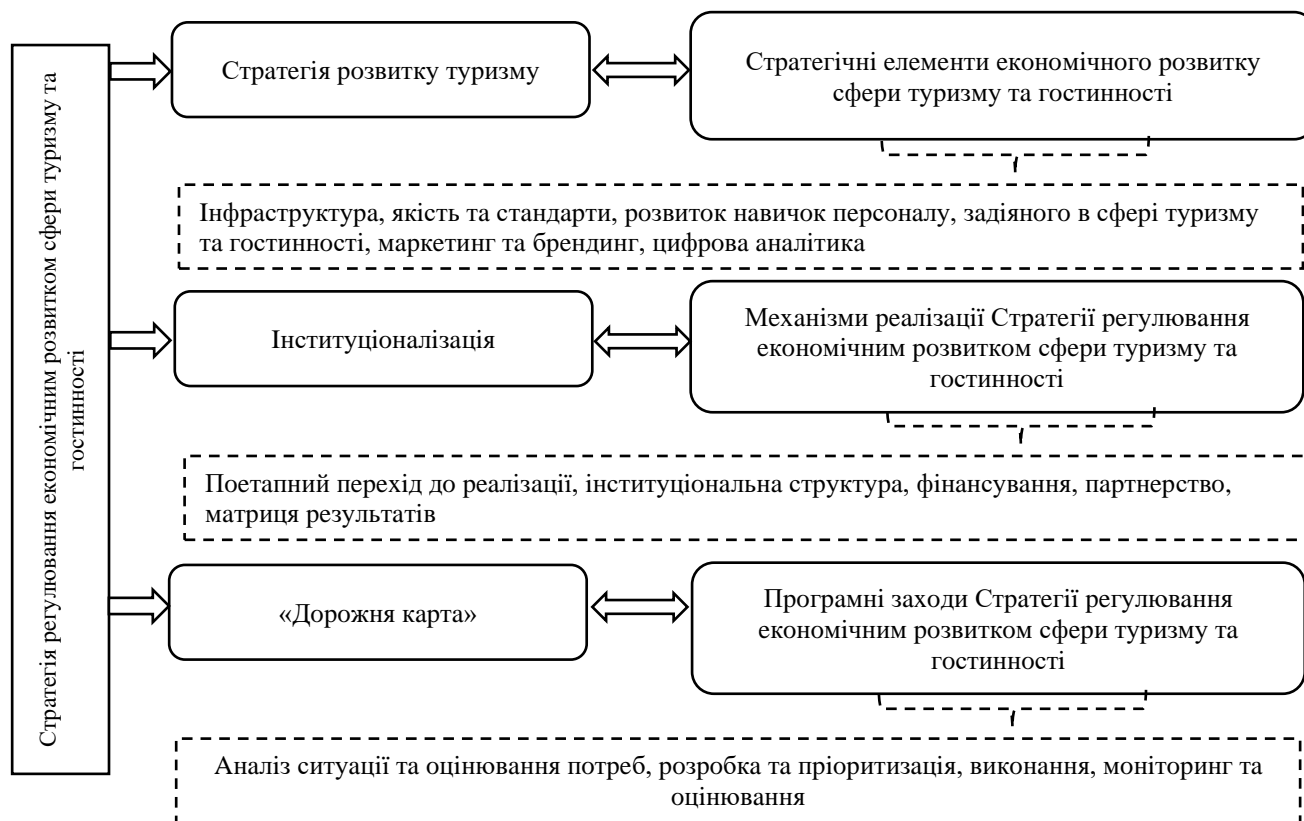 Стратегія регулювання економічним розвитком сфери туризму та
гостинності
Стратегія розвитку туризму
Стратегічні елементи економічного розвитку
сфери туризму та гостинності
Інфраструктура, якість та стандарти, розвиток навичок персоналу, задіяного в сфері туризму
та гостинності, маркетинг та брендинг, цифрова аналітика
Інституціоналізація
Механізми реалізації Стратегії регулювання
економічним розвитком сфери туризму та
гостинності
Поетапний перехід до реалізації, інституціональна структура, фінансування, партнерство,
матриця результатів
«Дорожня карта»
Програмні заходи Стратегії регулювання
економічним розвитком сфери туризму та
гостинності
Аналіз ситуації та оцінювання потреб, розробка та пріоритизація, виконання, моніторинг та
оцінювання